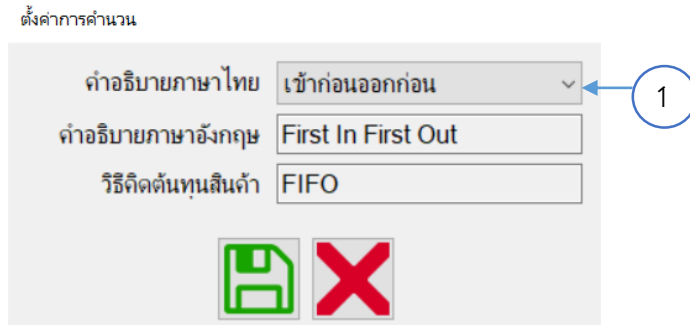 ตั้งค่าการคำนวน
คำอธิบายภาษาไทย เข้าก่อนออกก่อน
1
คำอธิบายภาษาอังกฤษ First In First Out
วิธีคิดต้นทุนสินค้า FIFO